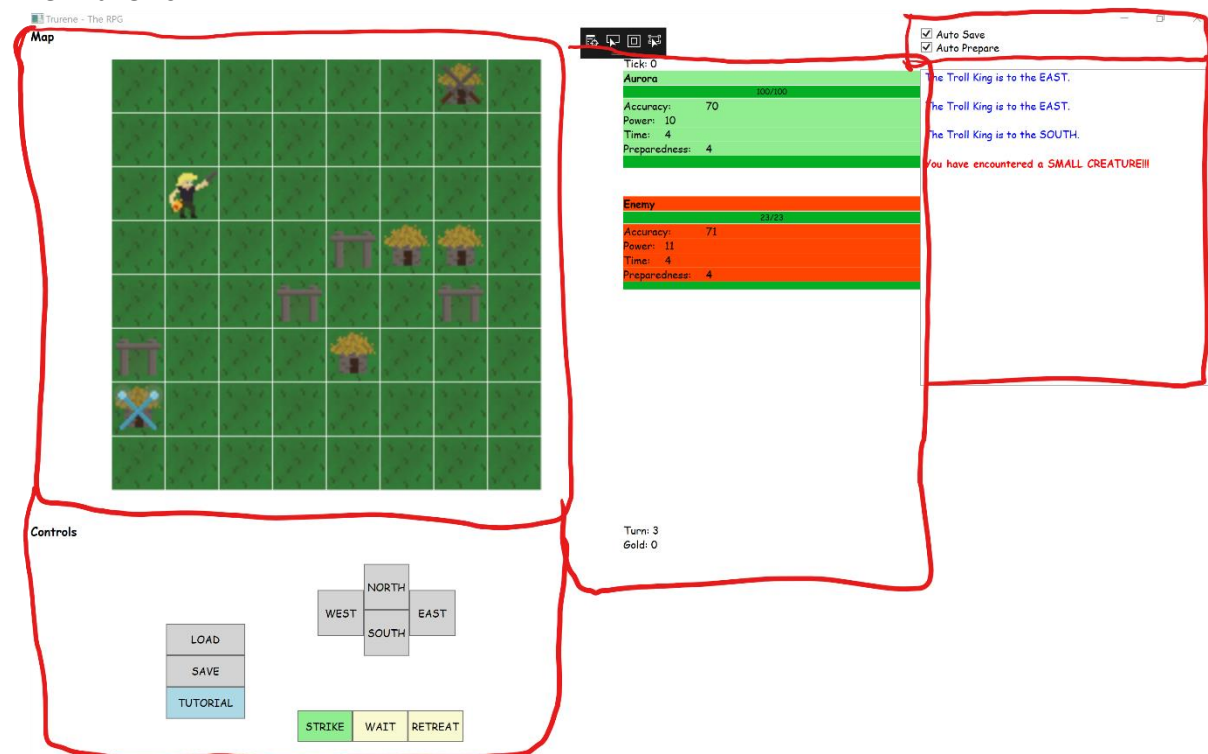 Trurene - The RPG
Map
Auto Save
Auto Prepare
Tick: 0
Aurora
100/100
Accuracy: 70
Power: 10
Time: 4
Preparedness: 4
Enemy
23/23
Accuracy: 71
Power: 11
Time: 4
Preparedness: 4
The Troll King is to the EAST.
The Troll King is to the EAST.
The Troll King is to the SOUTH.
You have encountered a SMALL CREATURE!!!
Turn: 3
Gold: 0
Controls
NORTH
WEST
EAST
SOUTH
LOAD
SAVE
TUTORIAL
STRIKE WAIT RETREAT